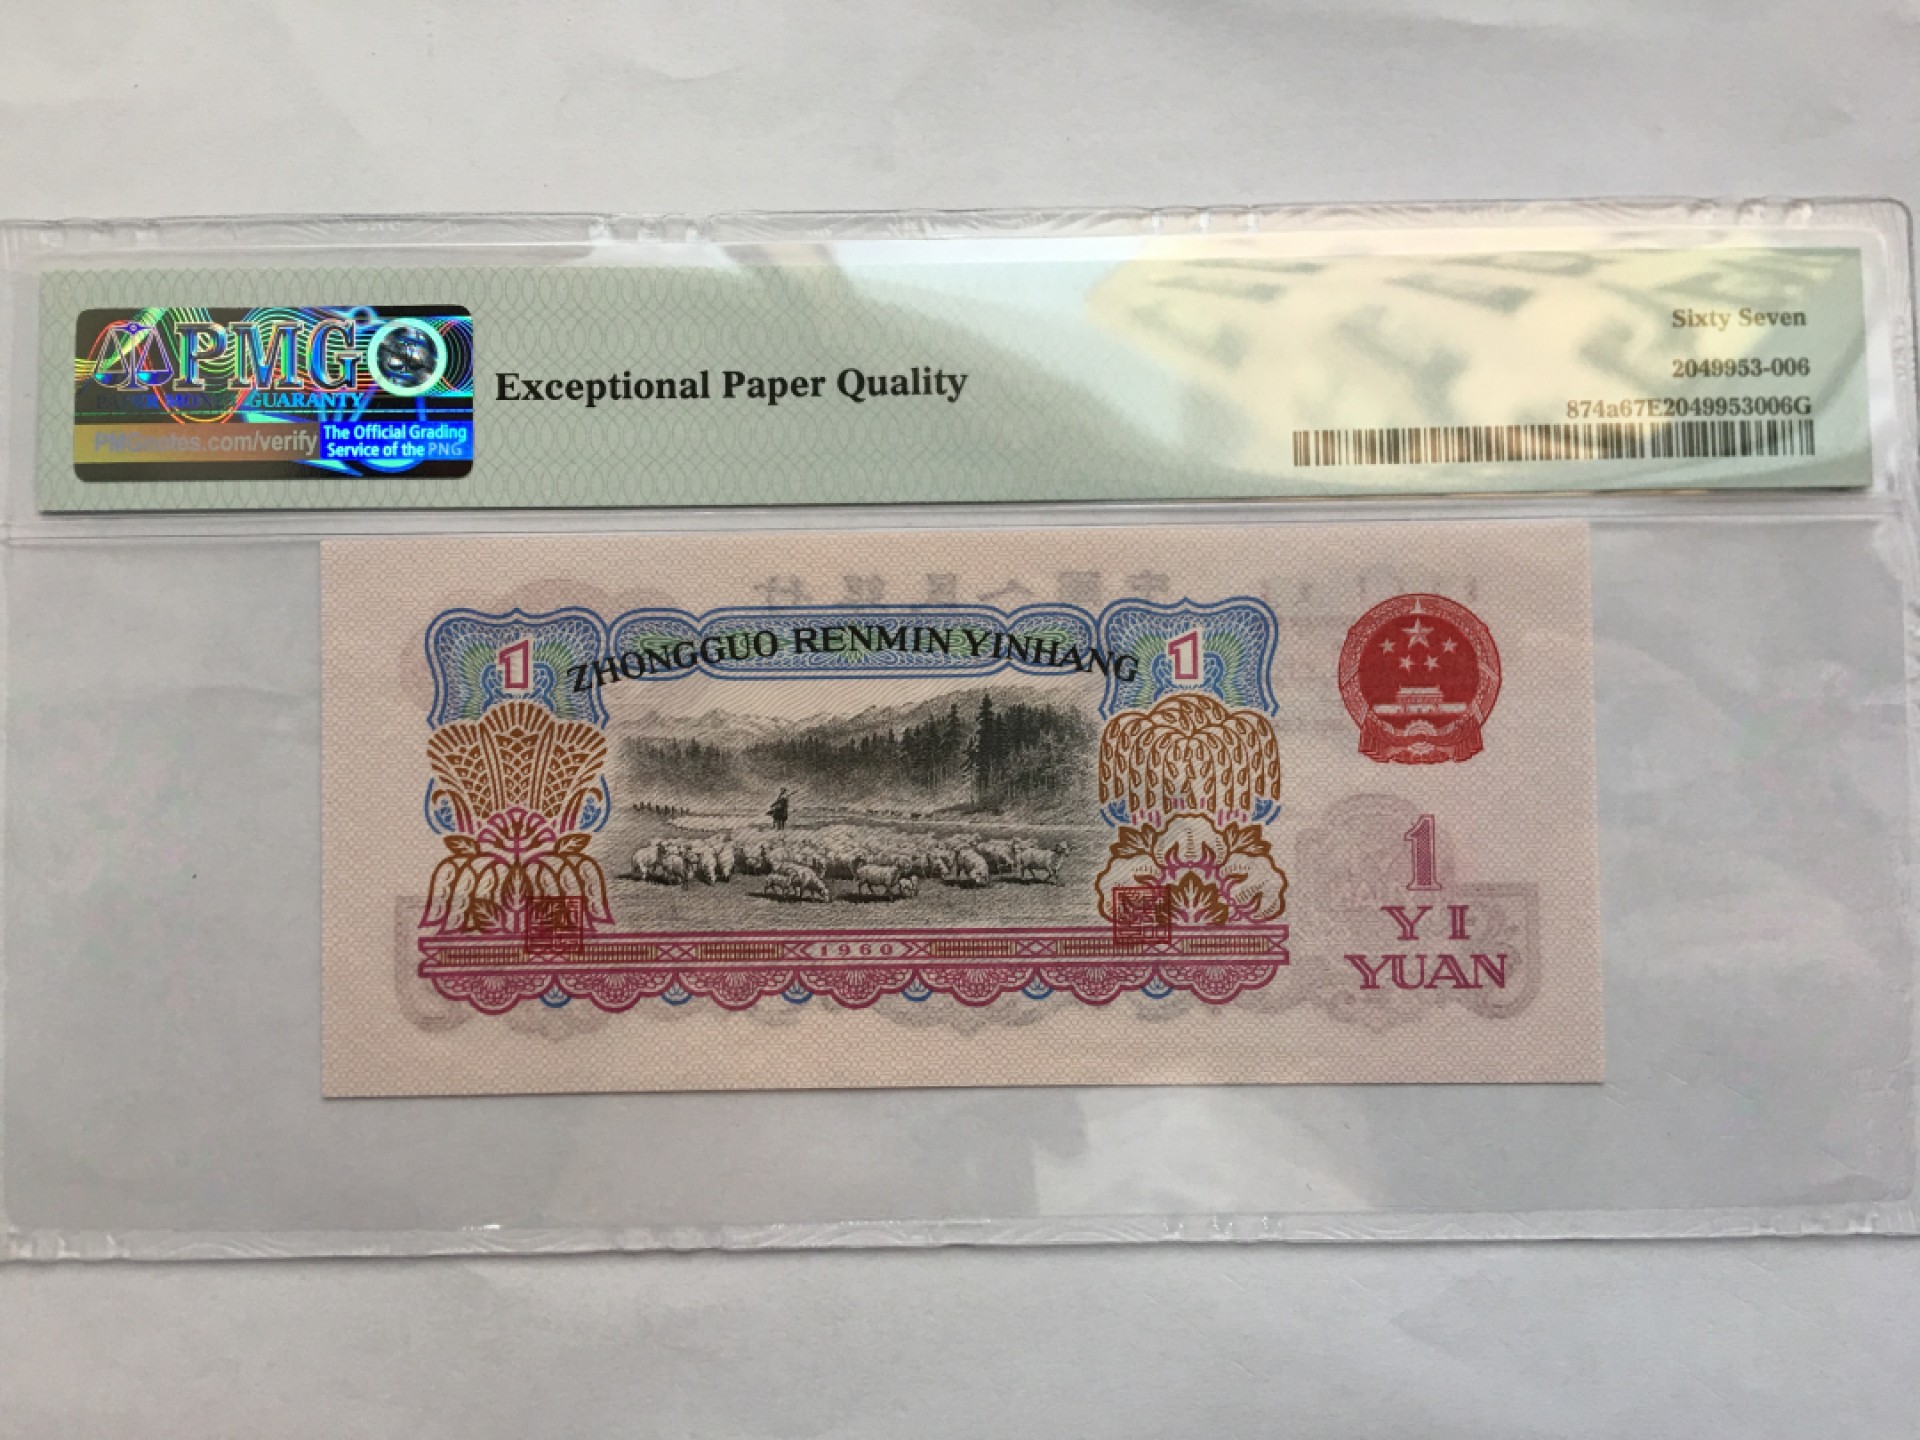 PMG
PAPER MONEY GUARANTY
PMGnotes.com/verify
The Official Grading
Service of the PNG
Exceptional Paper Quality
Sixty Seven
2049953-006
874a67E2049953006G
1
ZHONGGUO RENMIN YINHANG
1
1960
1
YI
YUAN